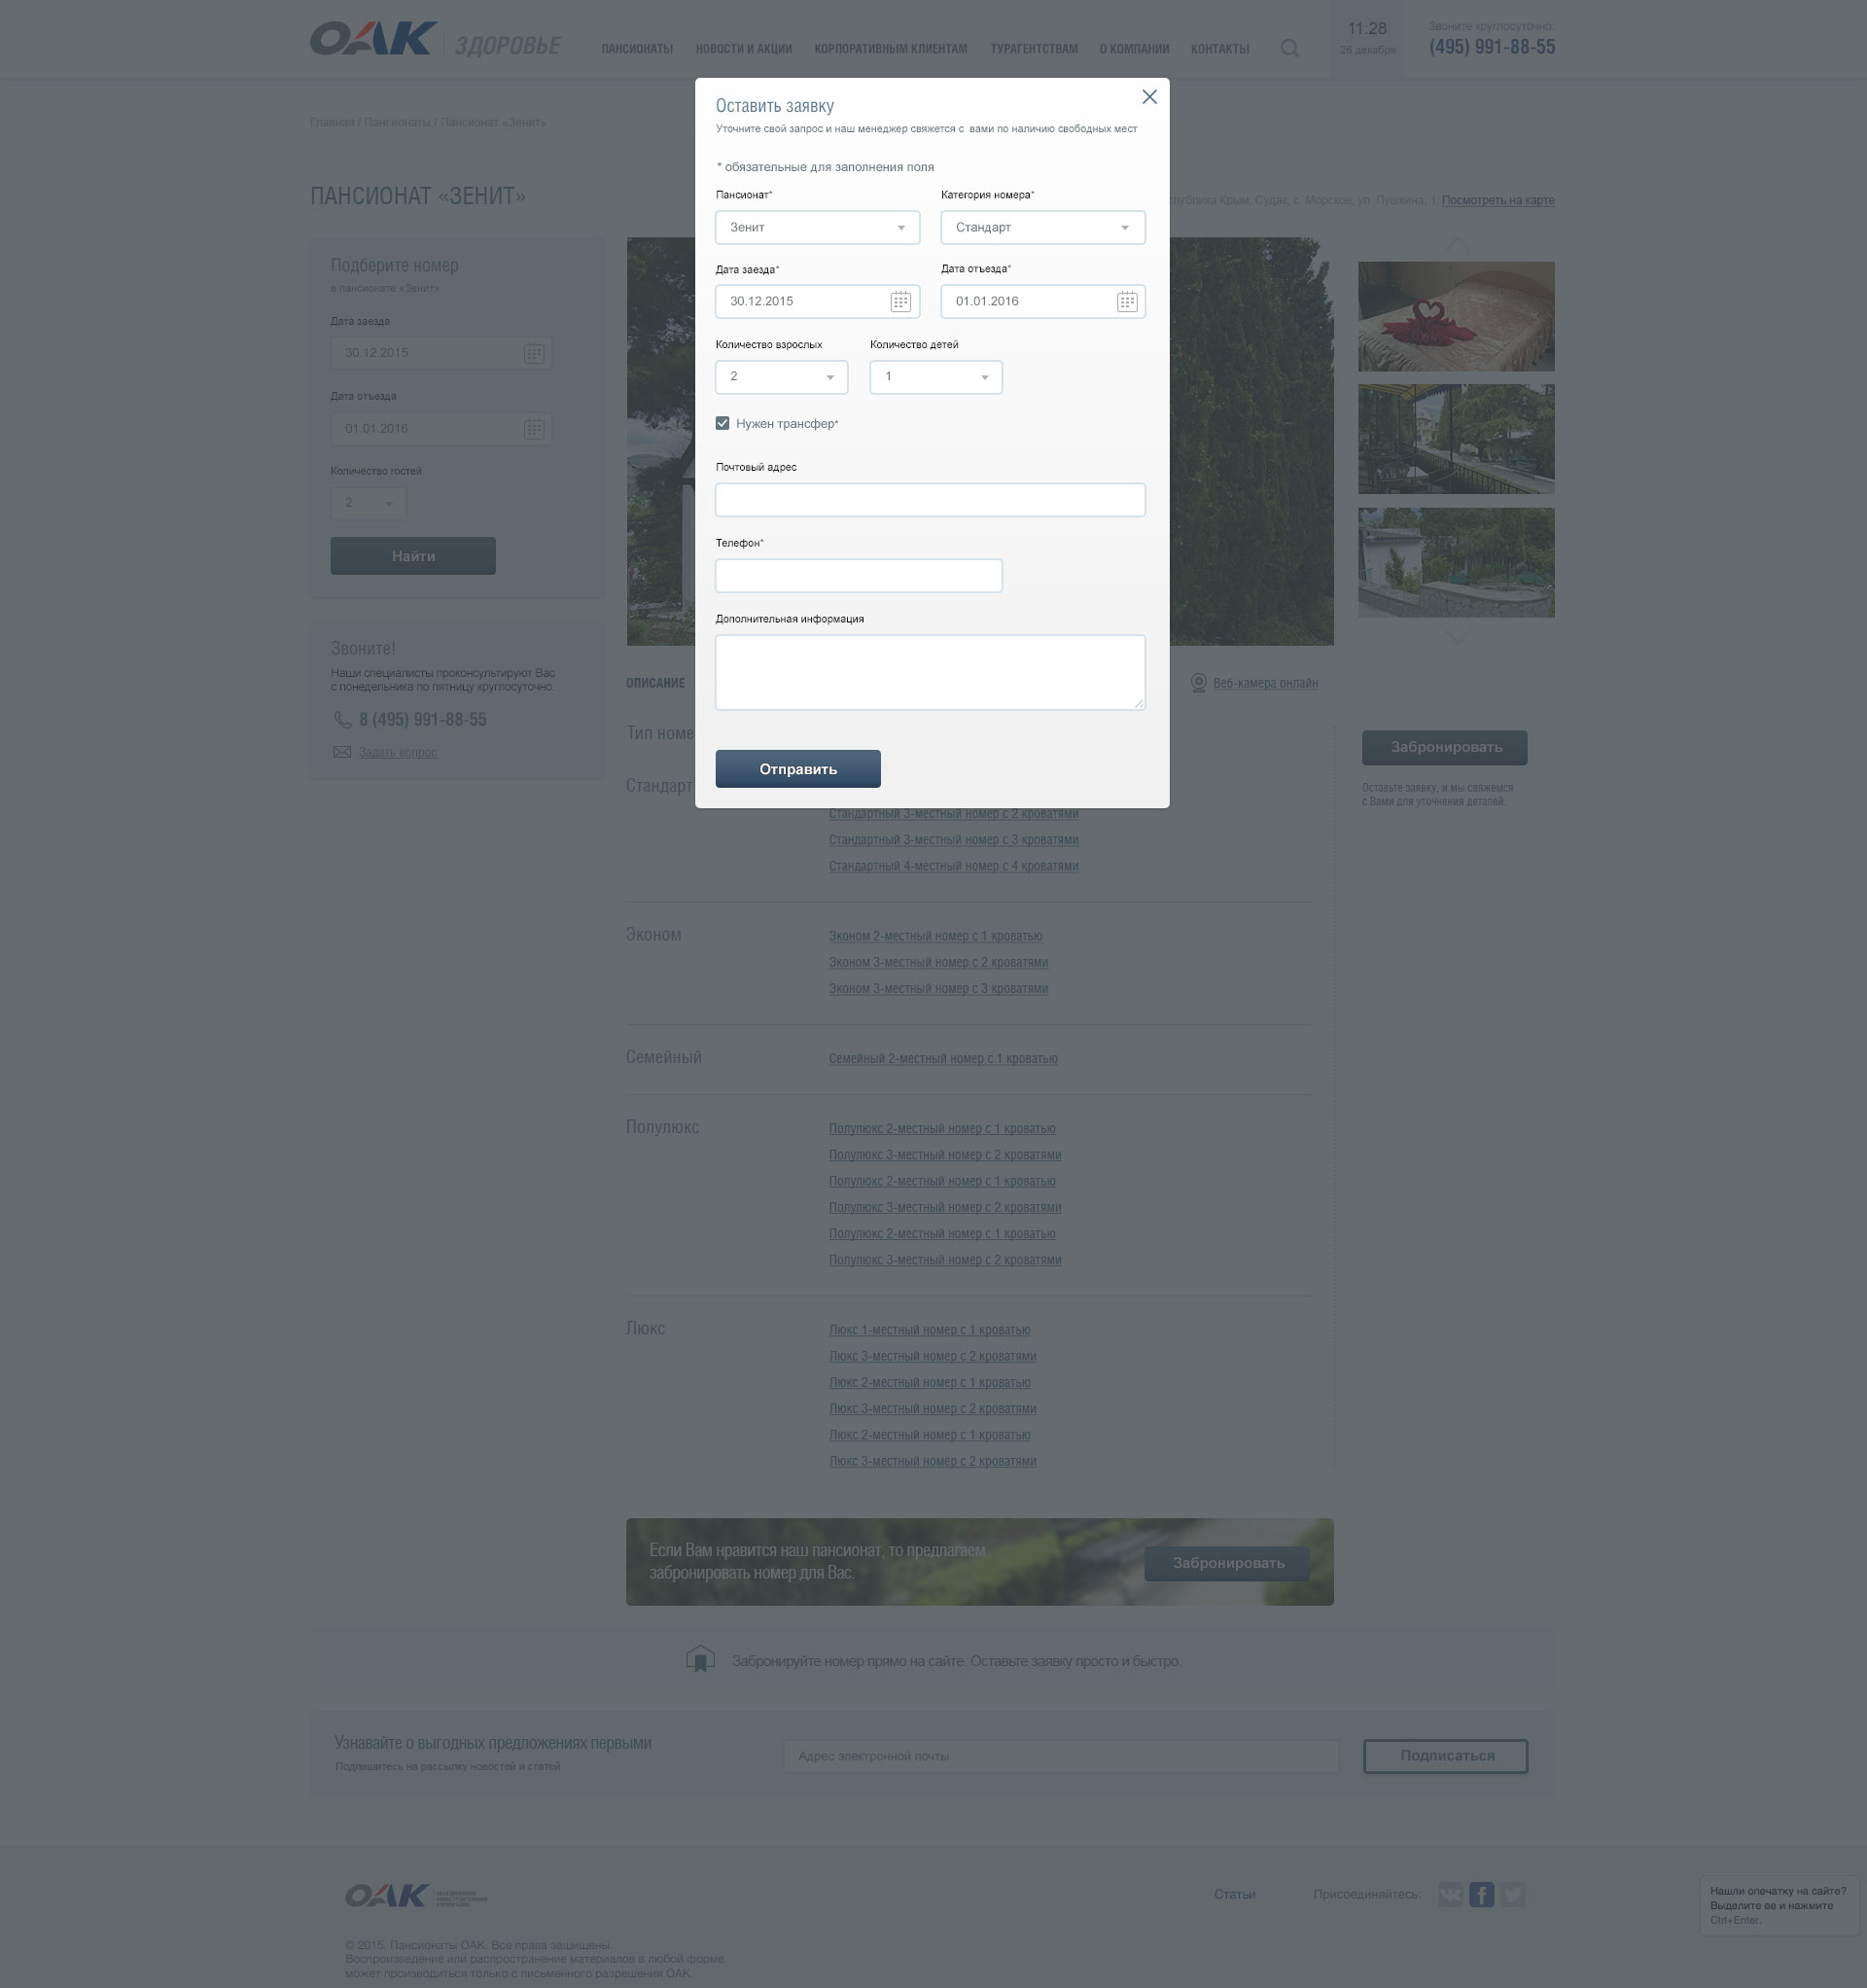 ОАК ЗДОРОВЬЕ
ПАНСИОНАТЫ НОВОСТИ И АКЦИИ КОРПОРАТИВНЫМ КЛИЕНТАМ ТУРАГЕНТСТВАМ О КОМПАНИИ КОНТАКТЫ
11:28
26 декабря
Звоните круглосуточно:
(495) 991-88-55
Главная / Пансионаты / Пансионат «Зенит»
ПАНСИОНАТ «ЗЕНИТ»
Крым, Судак, с. Морское, ул. Пушкина, 1. Посмотреть на карте
Подберите номер
в пансионате «Зенит»
Дата заезда
30.12.2015
Дата отъезда
01.01.2016
Количество гостей
2
Найти
Звоните!
Наши специалисты проконсультируют Вас
с понедельника по пятницу круглосуточно.
8 (495) 991-88-55
Задать вопрос
Оставить заявку
Уточните свой запрос и наш менеджер свяжется с вами по наличию свободных мест
* обязательные для заполнения поля
Пансионат*
Категория номера*
Зенит
Стандарт
Дата заезда*
Дата отъезда*
30.12.2015
01.01.2016
Количество взрослых
Количество детей
2
1
Нужен трансфер*
Почтовый адрес
Телефон*
Дополнительная информация
Отправить
ОПИСАНИЕ
Веб-камера онлайн
Тип номе
Забронировать
Оставьте заявку, и мы свяжемся
с Вами для уточнения деталей.
Стандарт
Стандартный 3-местный номер с 2 кроватями
Стандартный 3-местный номер с 3 кроватями
Стандартный 4-местный номер с 4 кроватями
Эконом
Эконом 2-местный номер с 1 кроватью
Эконом 3-местный номер с 2 кроватями
Эконом 3-местный номер с 3 кроватями
Семейный
Семейный 2-местный номер с 1 кроватью
Полулюкс
Полулюкс 2-местный номер с 1 кроватью
Полулюкс 3-местный номер с 2 кроватями
Полулюкс 2-местный номер с 1 кроватью
Полулюкс 3-местный номер с 2 кроватями
Полулюкс 2-местный номер с 1 кроватью
Полулюкс 3-местный номер с 2 кроватями
Люкс
Люкс 1-местный номер с 1 кроватью
Люкс 3-местный номер с 2 кроватями
Люкс 2-местный номер с 1 кроватью
Люкс 3-местный номер с 2 кроватями
Люкс 2-местный номер с 1 кроватью
Люкс 3-местный номер с 2 кроватями
Если Вам нравится наш пансионат, то предлагаем
забронировать номер для Вас.
Забронировать
Забронируйте номер прямо на сайте. Оставьте заявку просто и быстро.
Узнавайте о выгодных предложениях первыми
Подпишитесь на рассылку новостей и статей
Адрес электронной почты
Подписаться
ОАК
Статьи
Присоединяйтесь:
Нашли опечатку на сайте?
Выделите ее и нажмите
Ctrl+Enter.
© 2015. Пансионаты ОАК. Все права защищены.
Воспроизведение или распространение материалов в любой форме
может производиться только с письменного разрешения ОАК.